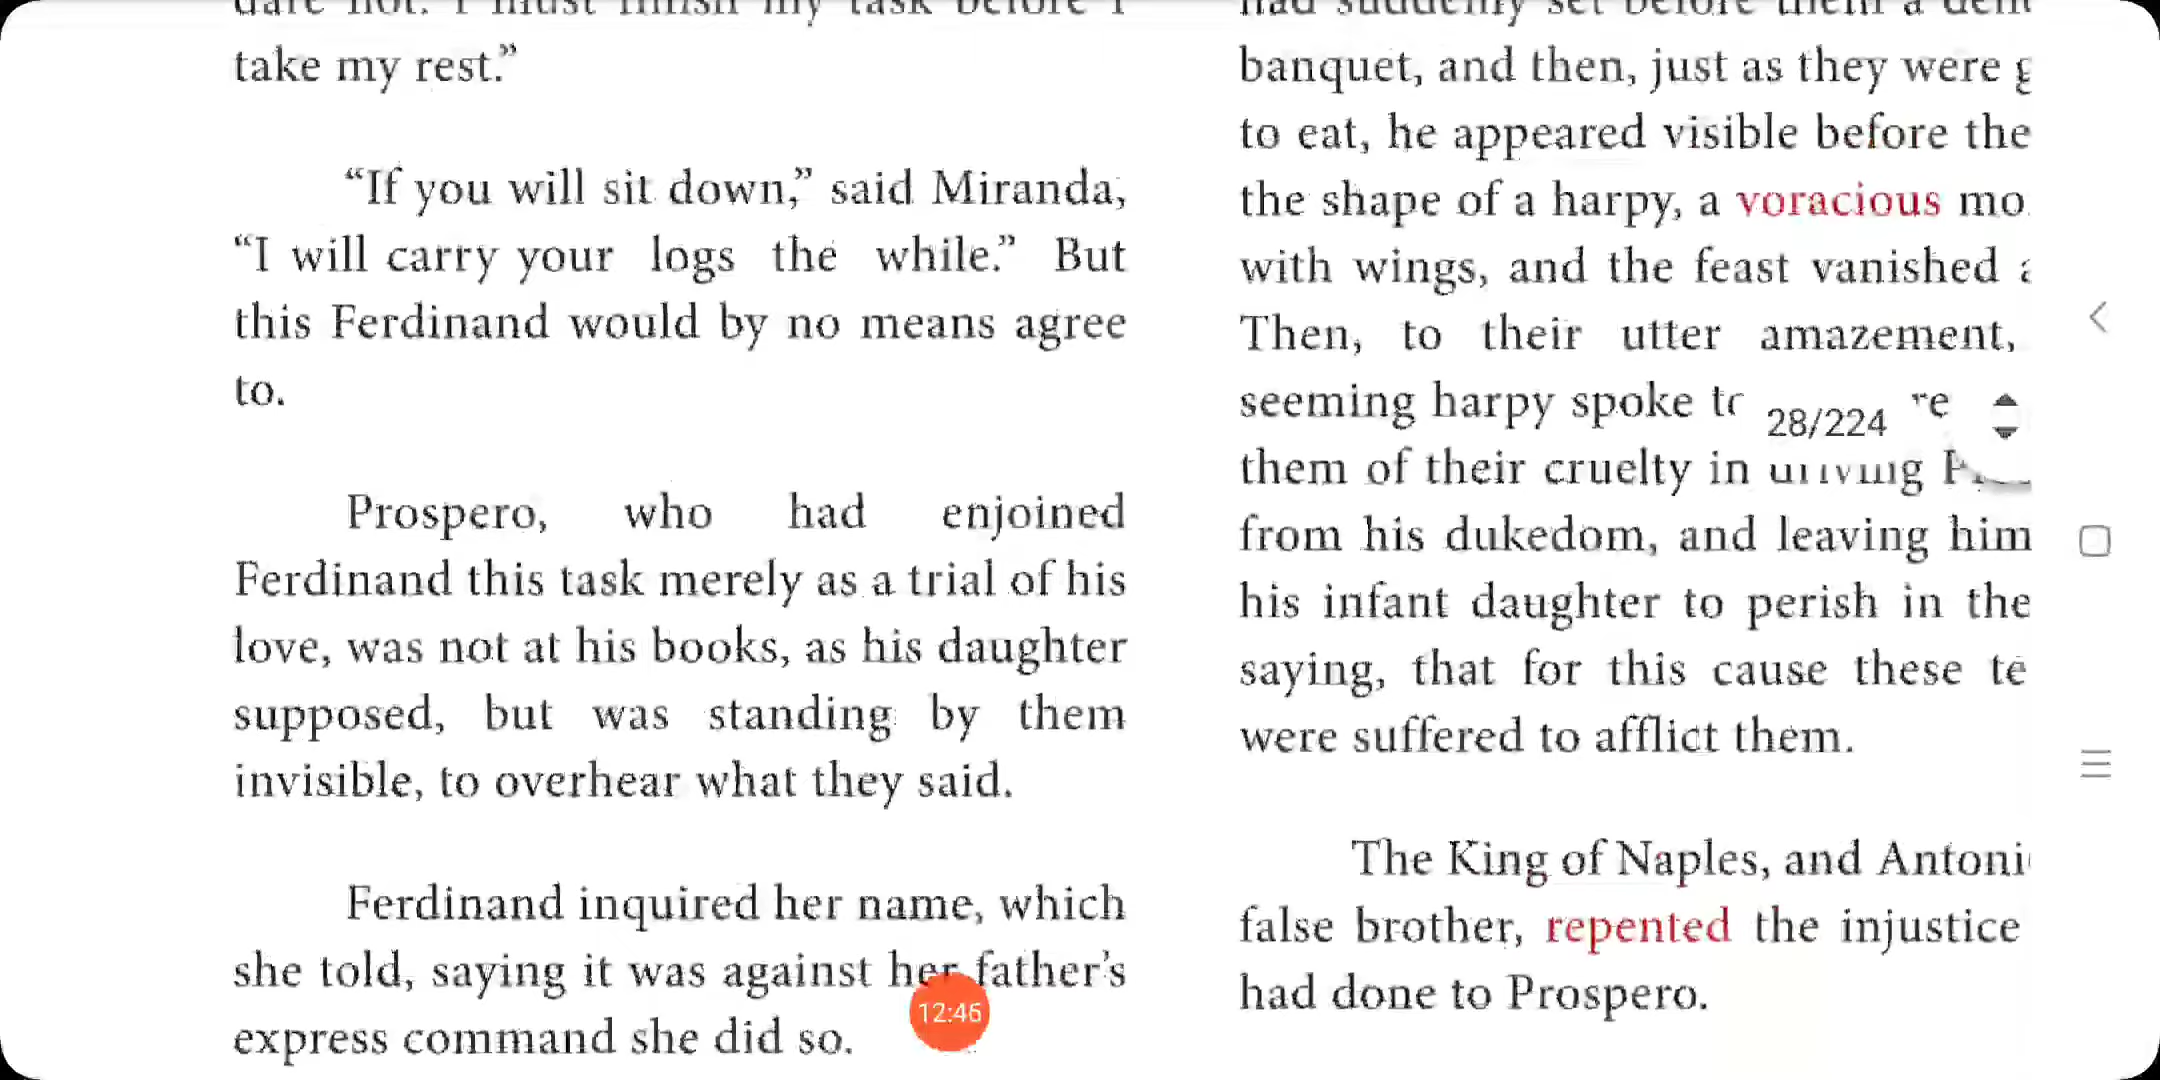 take my rest.”
“If you will sit down,” said Miranda,
“I will carry your logs the while.” But
this Ferdinand would by no means agree
to.
Prospero, who had enjoined
Ferdinand this task merely as a trial of his
love, was not at his books, as his daughter
supposed, but was standing by them
invisible, to overhear what they said.
Ferdinand inquired her name, which
she told, saying it was against her father’s
express command she did so.
banquet, and then, just as they were
to eat, he appeared visible before the
the shape of a harpy, a voracious mo
with wings, and the feast vanished
Then, to their utter amazement,
seeming harpy spoke
them of their cruelty in
from his dukedom, and leaving him
his infant daughter to perish in the
saying, that for this cause these te
were suffered to afflict them.
The King of Naples, and Antoni
false brother, repented the injustice
had done to Prospero.
28/224
12:46